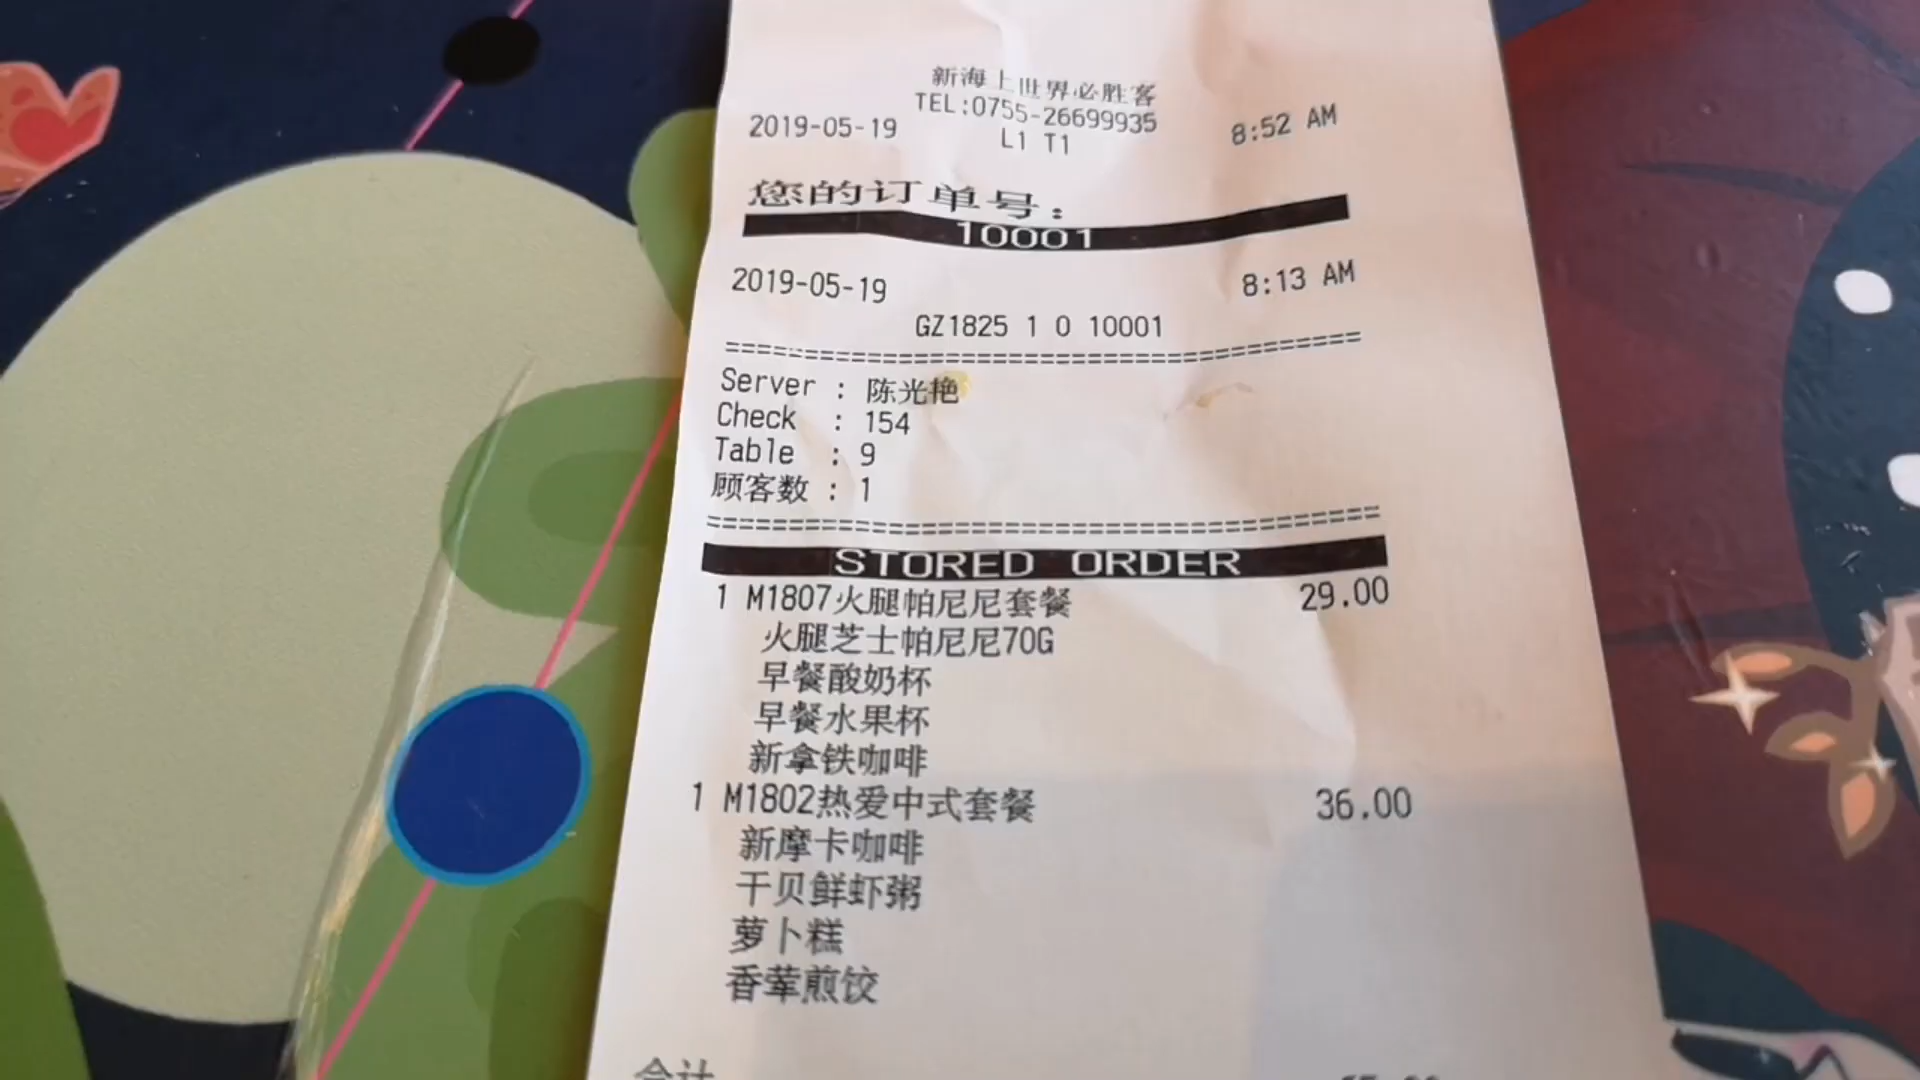 新海上世界必胜客
TEL:0755-26699935
2019-05-19 L1 T1 8:52 AM
您的订单号:
10001
2019-05-19 8:13 AM
GZ1825 1 0 10001
========================================
Server : 陈光艳
Check : 154
Table : 9
顾客数 : 1
========================================
STORED ORDER
1 M1807火腿帕尼尼套餐 29.00
火腿芝士帕尼尼70G
早餐酸奶杯
早餐水果杯
新拿铁咖啡
1 M1802热爱中式套餐 36.00
新摩卡咖啡
干贝鲜虾粥
萝卜糕
香荤煎饺
合计